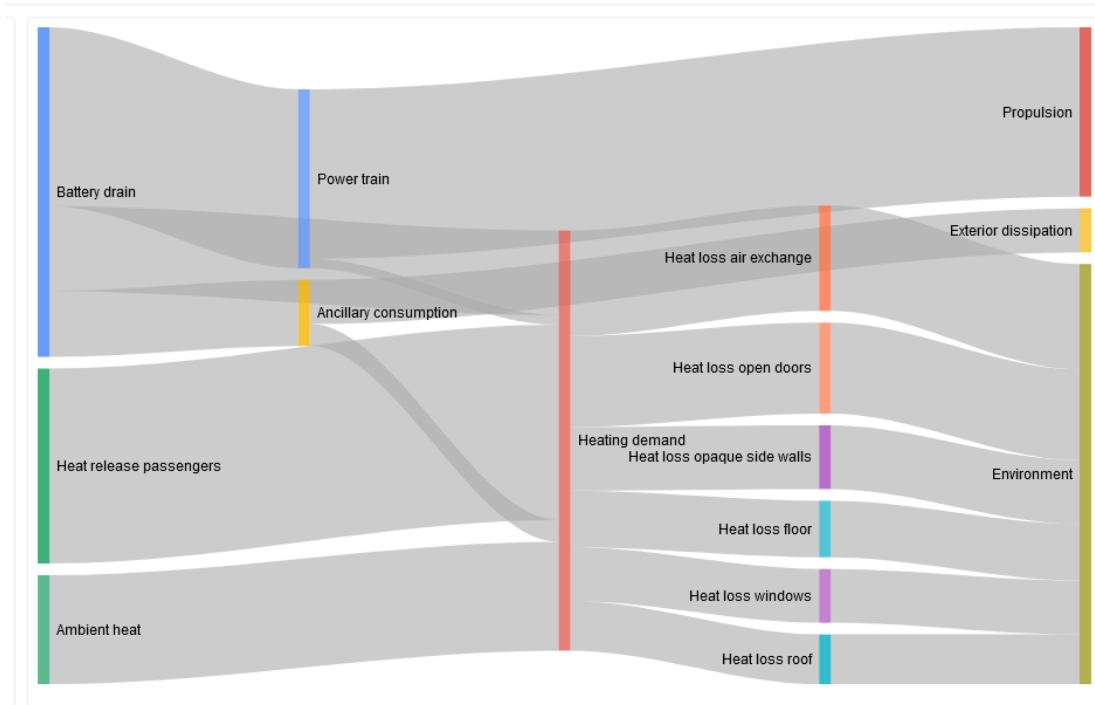 Propulsion
Power train
Battery drain
Exterior dissipation
Heat loss air exchange
Ancillary consumption
Heat loss open doors
Heating demand
Heat loss opaque side walls
Heat release passengers
Environment
Heat loss floor
Heat loss windows
Ambient heat
Heat loss roof